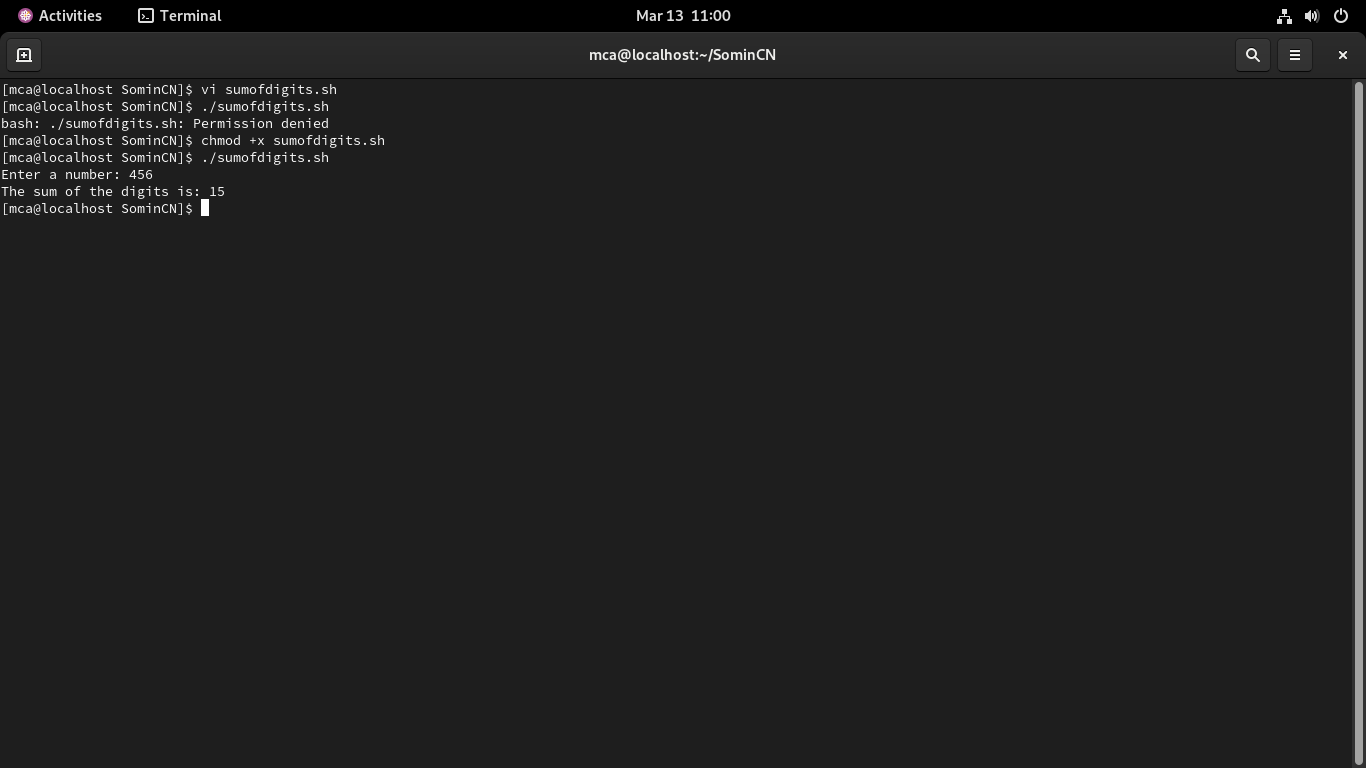 Activities Terminal Mar 13 11:00
mca@localhost:~/SominCN
[mca@localhost SominCN]$ vi sumofdigits.sh
[mca@localhost SominCN]$ ./sumofdigits.sh
bash: ./sumofdigits.sh: Permission denied
[mca@localhost SominCN]$ chmod +x sumofdigits.sh
[mca@localhost SominCN]$ ./sumofdigits.sh
Enter a number: 456
The sum of the digits is: 15
[mca@localhost SominCN]$